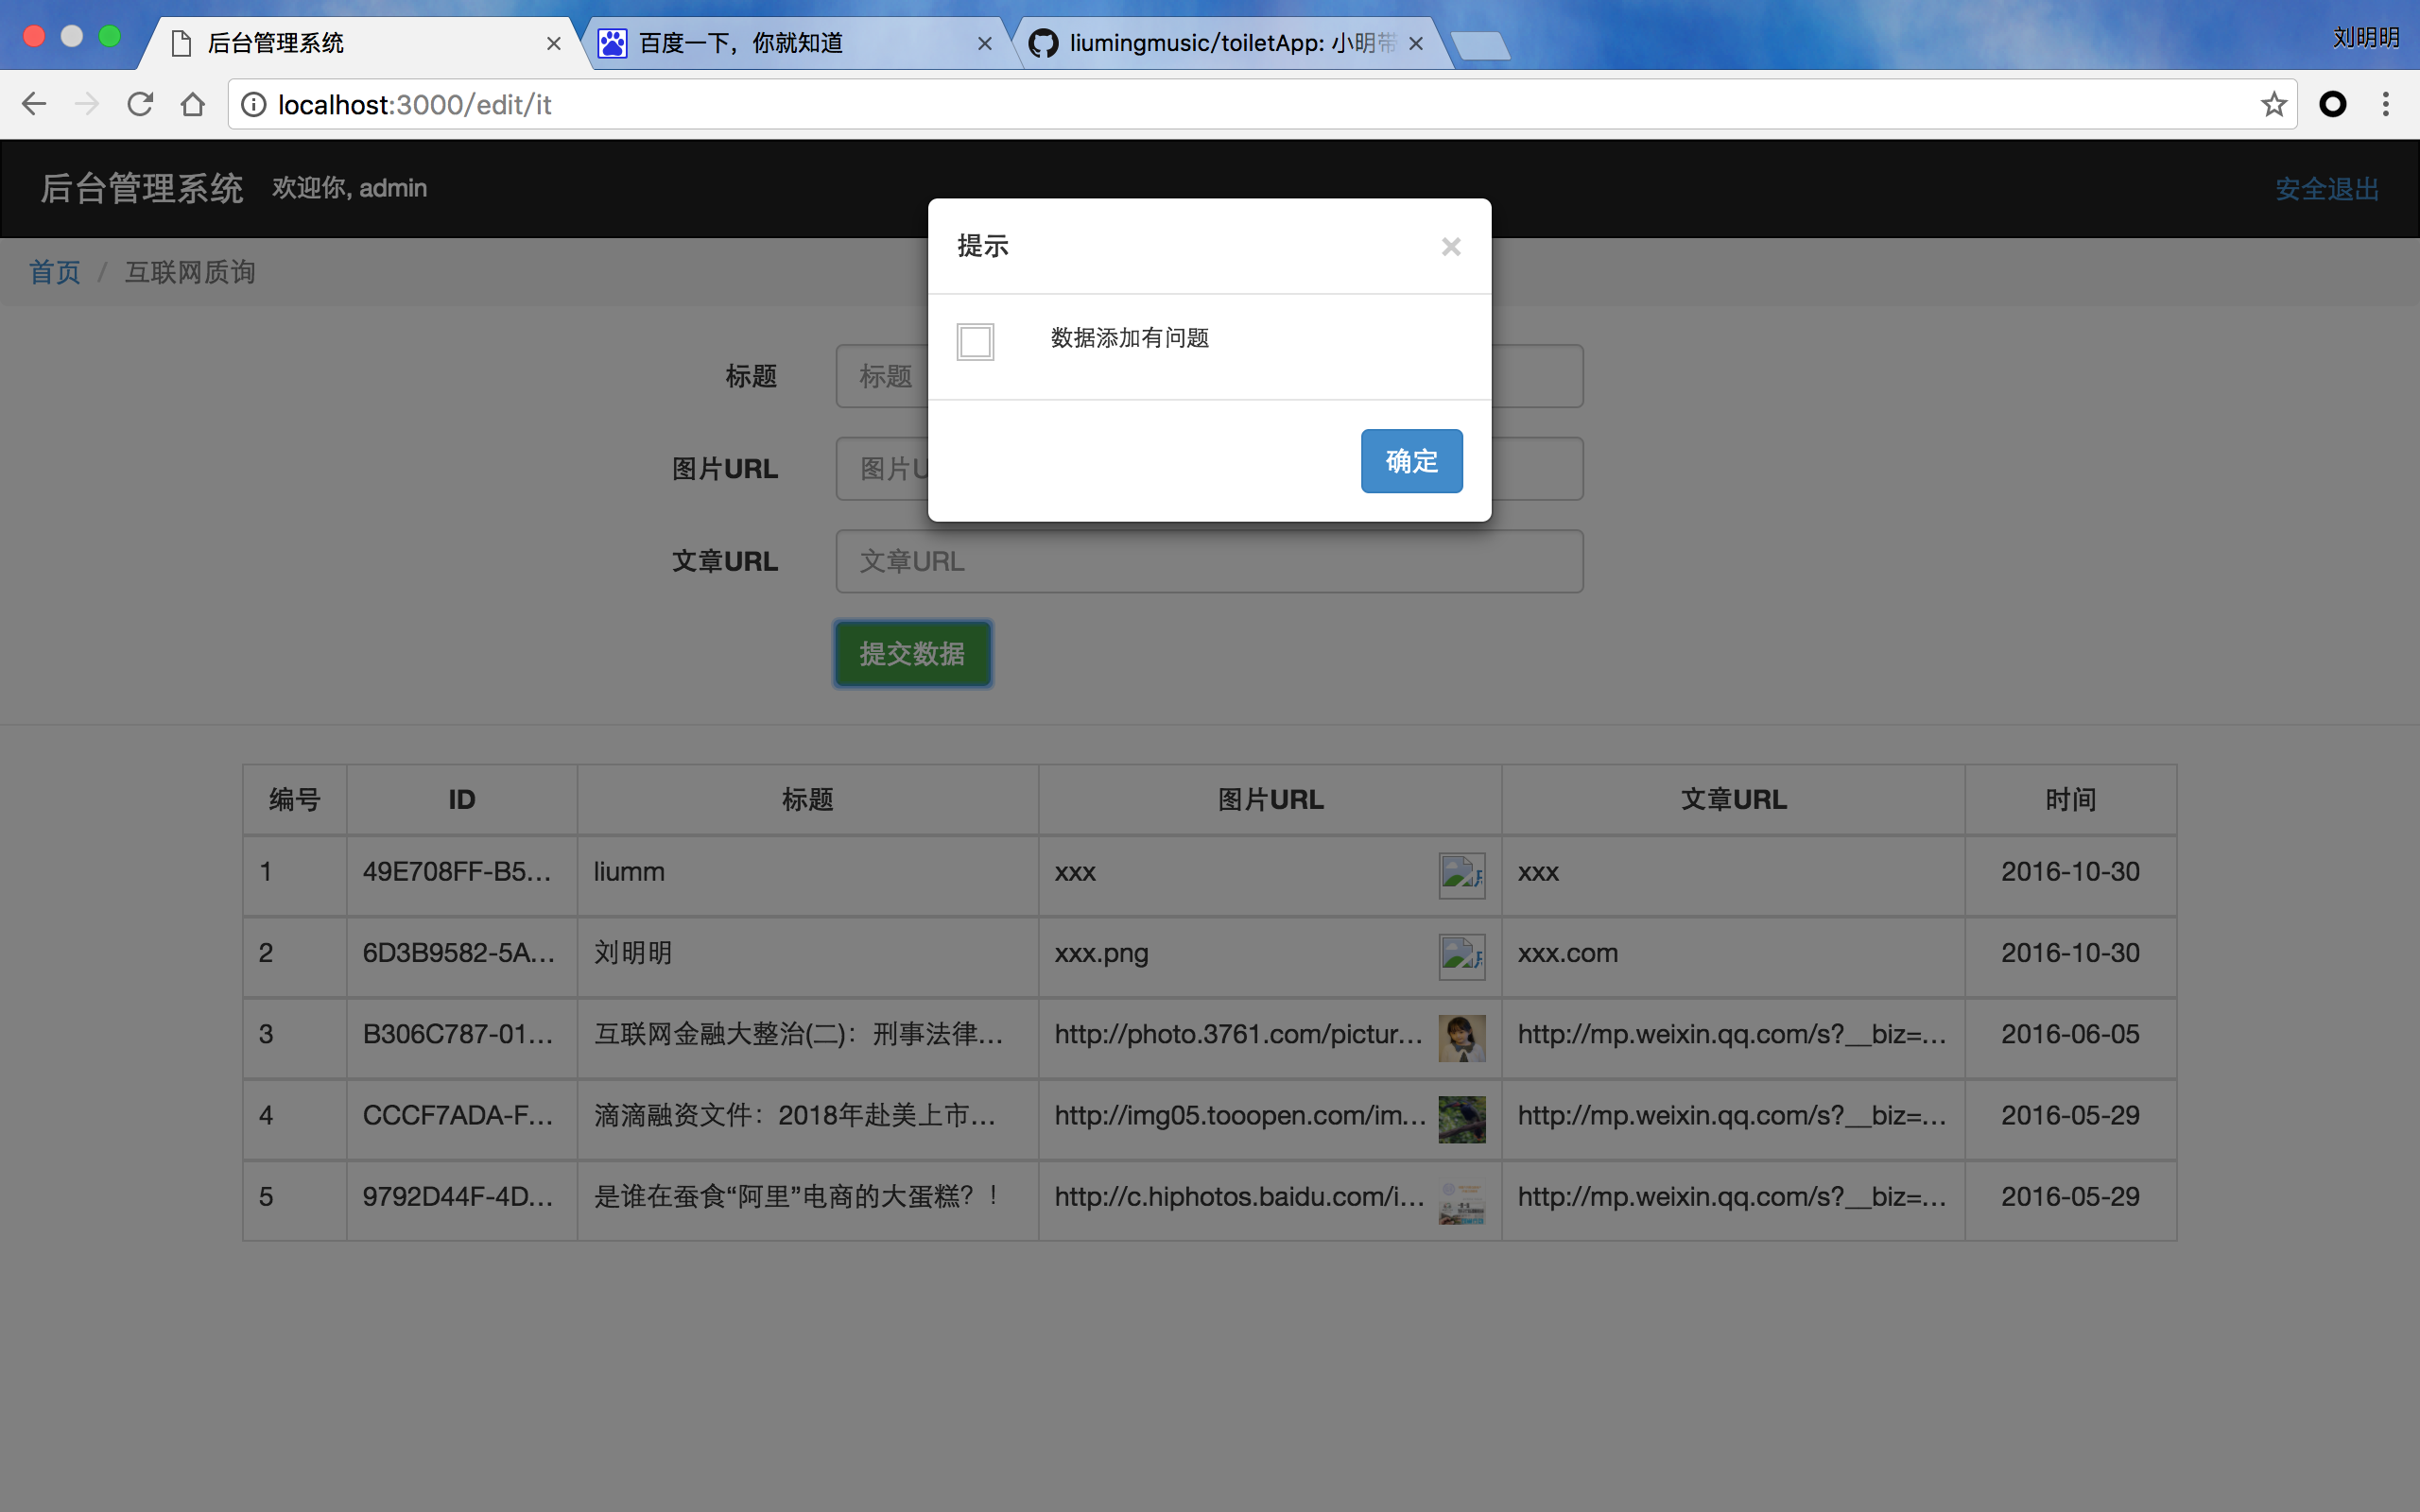 后台管理系统
百度一下，你就知道
liumingmusic/toiletApp: 小明带
刘明明
localhost:3000/edit/it
后台管理系统 欢迎你, admin 安全退出
首页 / 互联网质询
提示
数据添加有问题
确定
标题 标题
图片URL 图片U
文章URL 文章URL
提交数据
编号 ID 标题 图片URL 文章URL 时间
1 49E708FF-B5... liumm xxx xxx 2016-10-30
2 6D3B9582-5A... 刘明明 xxx.png xxx.com 2016-10-30
3 B306C787-01... 互联网金融大整治(二)：刑事法律... http://photo.3761.com/pictur... http://mp.weixin.qq.com/s?__biz=... 2016-06-05
4 CCCF7ADA-F... 滴滴融资文件：2018年赴美上市... http://img05.tooopen.com/im... http://mp.weixin.qq.com/s?__biz=... 2016-05-29
5 9792D44F-4D... 是谁在蚕食“阿里”电商的大蛋糕？！ http://c.hiphotos.baidu.com/i... http://mp.weixin.qq.com/s?__biz=... 2016-05-29